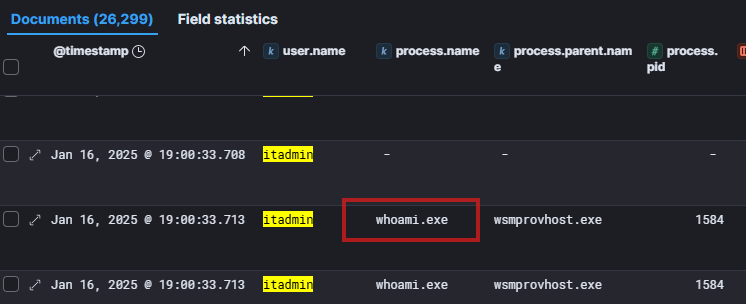 Documents (26,299) Field statistics
@timestamp ↑ k user.name k process.name k process.parent.nam # process.
e pid
Jan 16, 2025 @ 19:00:33.708 itadmin - - -
Jan 16, 2025 @ 19:00:33.713 itadmin whoami.exe wsmprovhost.exe 1584
Jan 16, 2025 @ 19:00:33.713 itadmin whoami.exe wsmprovhost.exe 1584